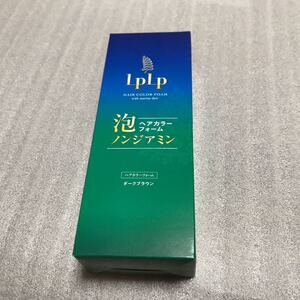 LpLp
HAIR COLOR FOAM
with marine shot
泡 ヘアカラー
フォーム
ノンジアミン
ヘアカラーフォーム
ダークブラウン